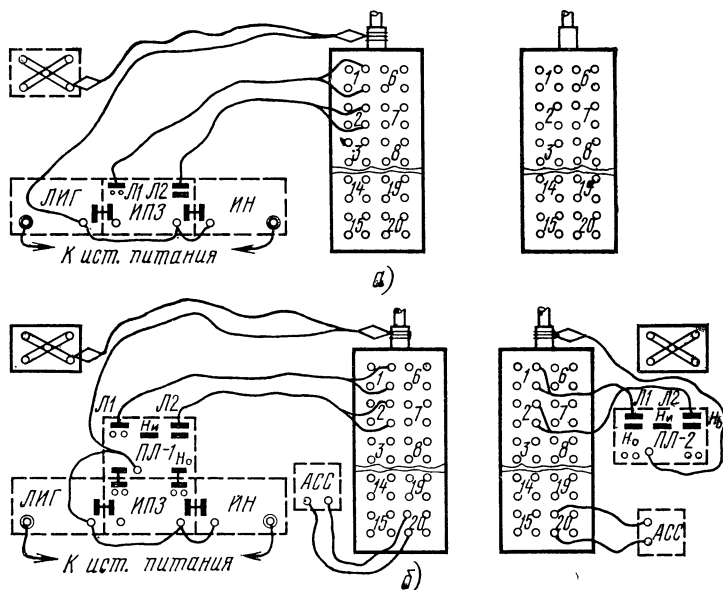 1 6
2 7
3 8
14 19
15 20
1 6
2 7
3 8
14 19
15 20
ЛИГ Л1 Л2 ИПЗ ИН
К ист. питания
а)
1 6
2 7
3 8
14 19
15 20
1 6
2 7
3 8
14 19
15 20
Л1 Л2
Ни
ПЛ-1 Но
ЛИГ ИПЗ ИН
АСС
К ист. питания
Л1 Л2
Ни Но
Но ПЛ-2
АСС
б)